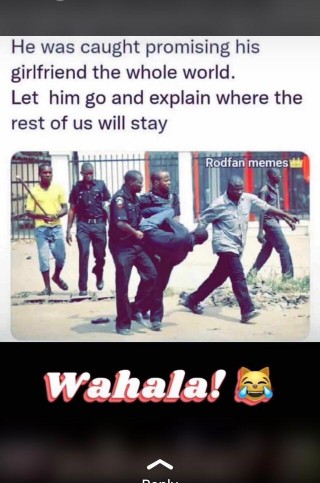 He was caught promising his
girlfriend the whole world.
Let him go and explain where the
rest of us will stay
Rodfan memes👑
Wahala! 😹
Reply